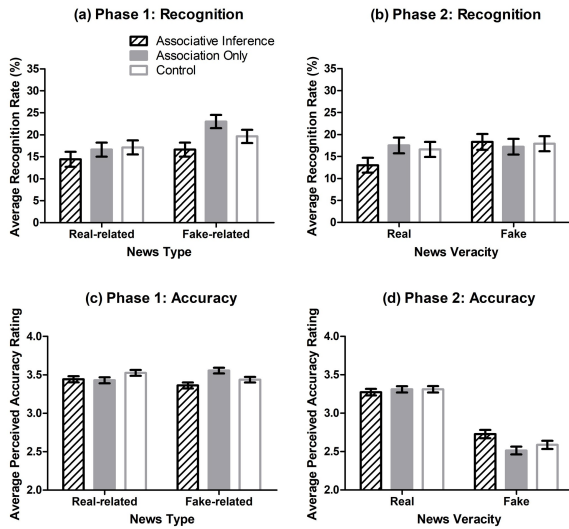 (a) Phase 1: Recognition
Associative Inference
Association Only
Control
Average Recognition Rate (%)
35
30
25
20
15
10
5
0
Real-related
Fake-related
News Type
(b) Phase 2: Recognition
Average Recognition Rate (%)
35
30
25
20
15
10
5
0
Real
Fake
News Veracity
(c) Phase 1: Accuracy
Average Perceived Accuracy Rating
4.0
3.5
3.0
2.5
2.0
Real-related
Fake-related
News Type
(d) Phase 2: Accuracy
Average Perceived Accuracy Rating
4.0
3.5
3.0
2.5
2.0
Real
Fake
News Veracity